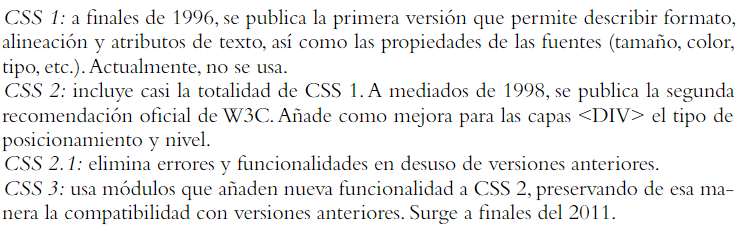 CSS 1: a finales de 1996, se publica la primera versión que permite describir formato,
alineación y atributos de texto, así como las propiedades de las fuentes (tamaño, color,
tipo, etc.). Actualmente, no se usa.
CSS 2: incluye casi la totalidad de CSS 1. A mediados de 1998, se publica la segunda
recomendación oficial de W3C. Añade como mejora para las capas <DIV> el tipo de
posicionamiento y nivel.
CSS 2.1: elimina errores y funcionalidades en desuso de versiones anteriores.
CSS 3: usa módulos que añaden nueva funcionalidad a CSS 2, preservando de esa ma-
nera la compatibilidad con versiones anteriores. Surge a finales del 2011.